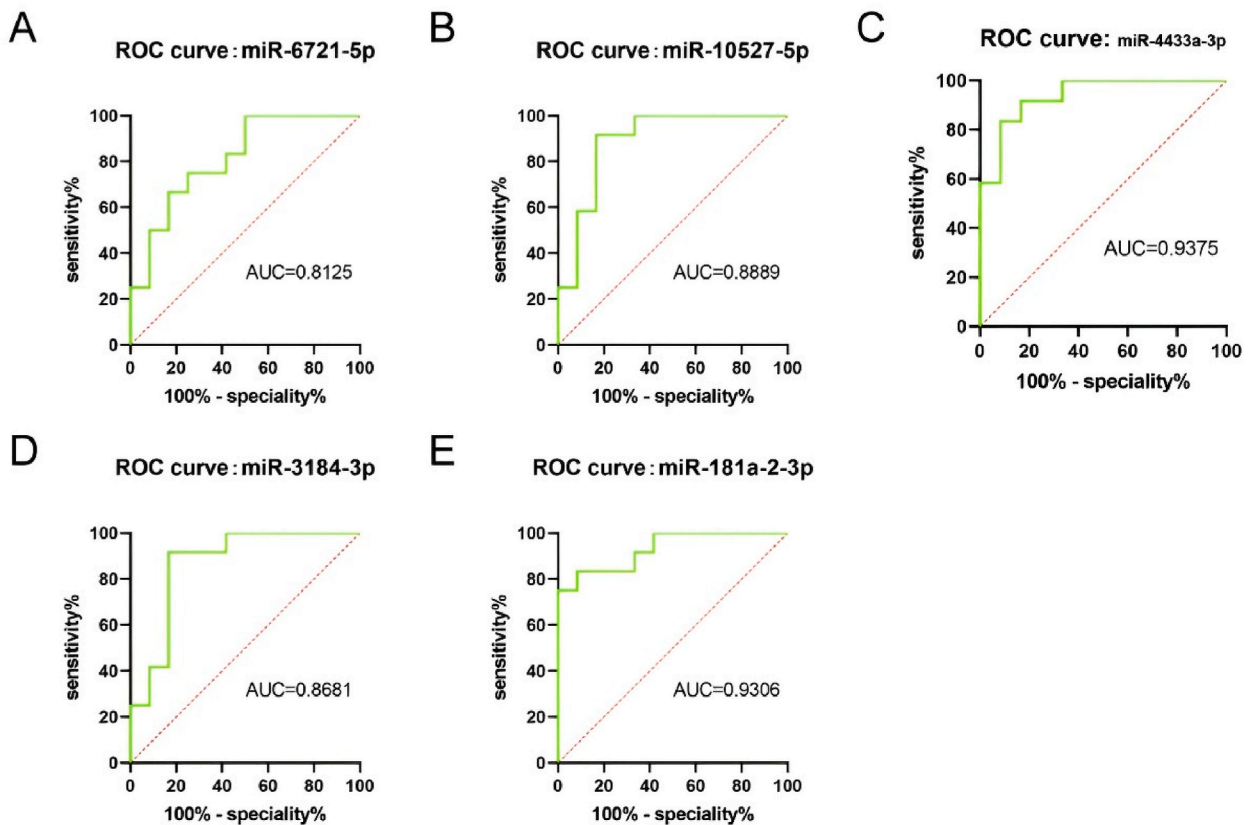 A
ROC curve: miR-6721-5p
100
80
60
40
20
0
sensitivity%
AUC=0.8125
0 20 40 60 80 100
100% - speciality%
B
ROC curve: miR-10527-5p
100
80
60
40
20
0
sensitivity%
AUC=0.8889
0 20 40 60 80 100
100% - speciality%
C
ROC curve: miR-4433a-3p
100
80
60
40
20
0
sensitivity%
AUC=0.9375
0 20 40 60 80 100
100% - speciality%
D
ROC curve: miR-3184-3p
100
80
60
40
20
0
sensitivity%
AUC=0.8681
0 20 40 60 80 100
100% - speciality%
E
ROC curve: miR-181a-2-3p
100
80
60
40
20
0
sensitivity%
AUC=0.9306
0 20 40 60 80 100
100% - speciality%